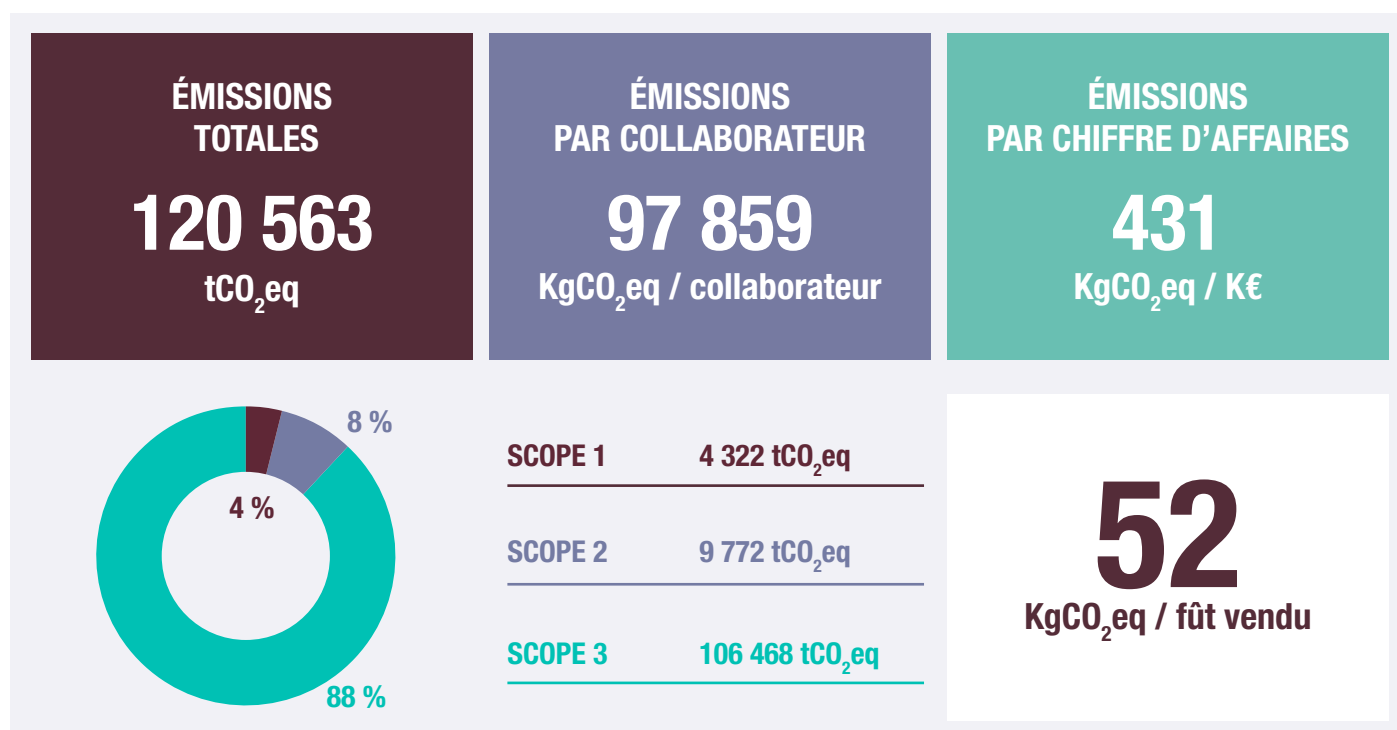 ÉMISSIONS
TOTALES
120 563
tCO₂eq
ÉMISSIONS
PAR COLLABORATEUR
97 859
KgCO₂eq / collaborateur
ÉMISSIONS
PAR CHIFFRE D’AFFAIRES
431
KgCO₂eq / K€
8 %
4 %
88 %
SCOPE 1 4 322 tCO₂eq
SCOPE 2 9 772 tCO₂eq
SCOPE 3 106 468 tCO₂eq
52
KgCO₂eq / fût vendu